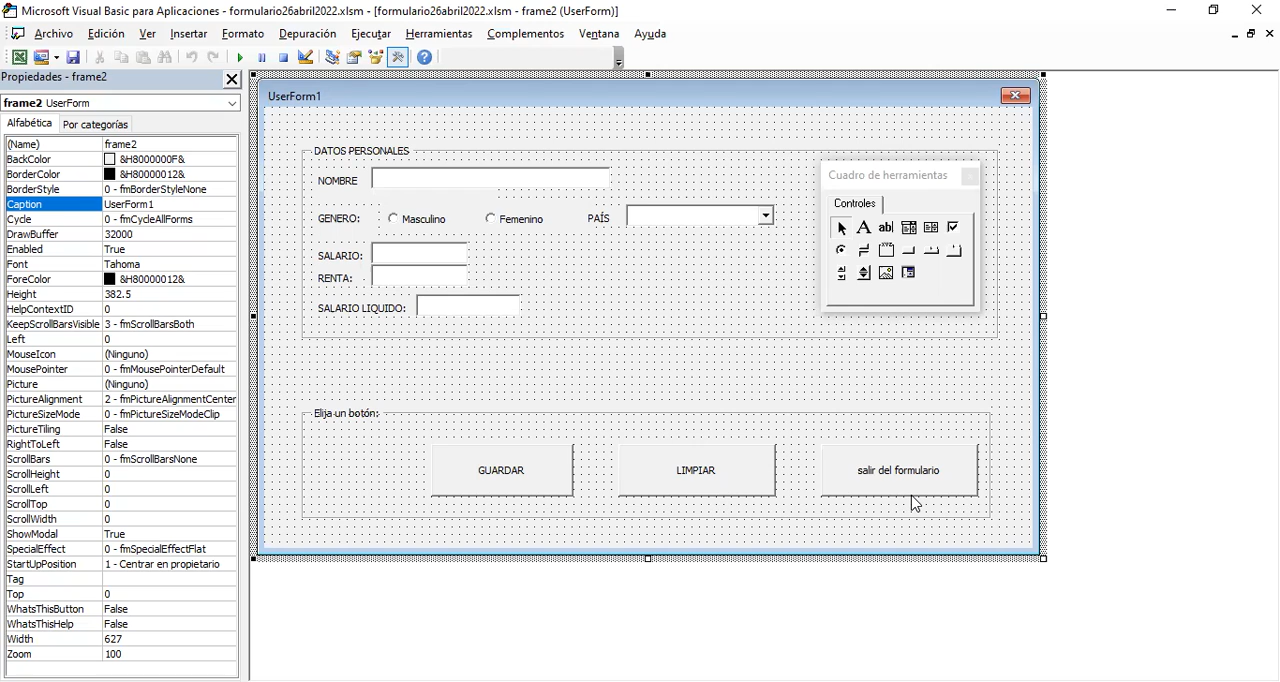 Microsoft Visual Basic para Aplicaciones - formulario26abril2022.xlsm - [formulario26abril2022.xlsm - frame2 (UserForm)]
Archivo Edición Ver Insertar Formato Depuración Ejecutar Herramientas Complementos Ventana Ayuda
Propiedades - frame2
frame2 UserForm
Alfabética Por categorías
(Name) frame2
BackColor &H8000000F&
BorderColor &H80000012&
BorderStyle 0 - fmBorderStyleNone
Caption UserForm1
Cycle 0 - fmCycleAllForms
DrawBuffer 32000
Enabled True
Font Tahoma
ForeColor &H80000012&
Height 382.5
HelpContextID 0
KeepScrollBarsVisible 3 - fmScrollBarsBoth
Left 0
MouseIcon (Ninguno)
MousePointer 0 - fmMousePointerDefault
Picture (Ninguno)
PictureAlignment 2 - fmPictureAlignmentCenter
PictureSizeMode 0 - fmPictureSizeModeClip
PictureTiling False
RightToLeft False
ScrollBars 0 - fmScrollBarsNone
ScrollHeight 0
ScrollLeft 0
ScrollTop 0
ScrollWidth 0
ShowModal True
SpecialEffect 0 - fmSpecialEffectFlat
StartUpPosition 1 - Centrar en propietario
Tag
Top 0
WhatsThisButton False
WhatsThisHelp False
Width 627
Zoom 100
UserForm1
DATOS PERSONALES
NOMBRE
GENERO: Masculino Femenino PAÍS
SALARIO:
RENTA:
SALARIO LIQUIDO:
Cuadro de herramientas
Controles
A ab|
XYZ
Elija un botón:
GUARDAR LIMPIAR salir del formulario